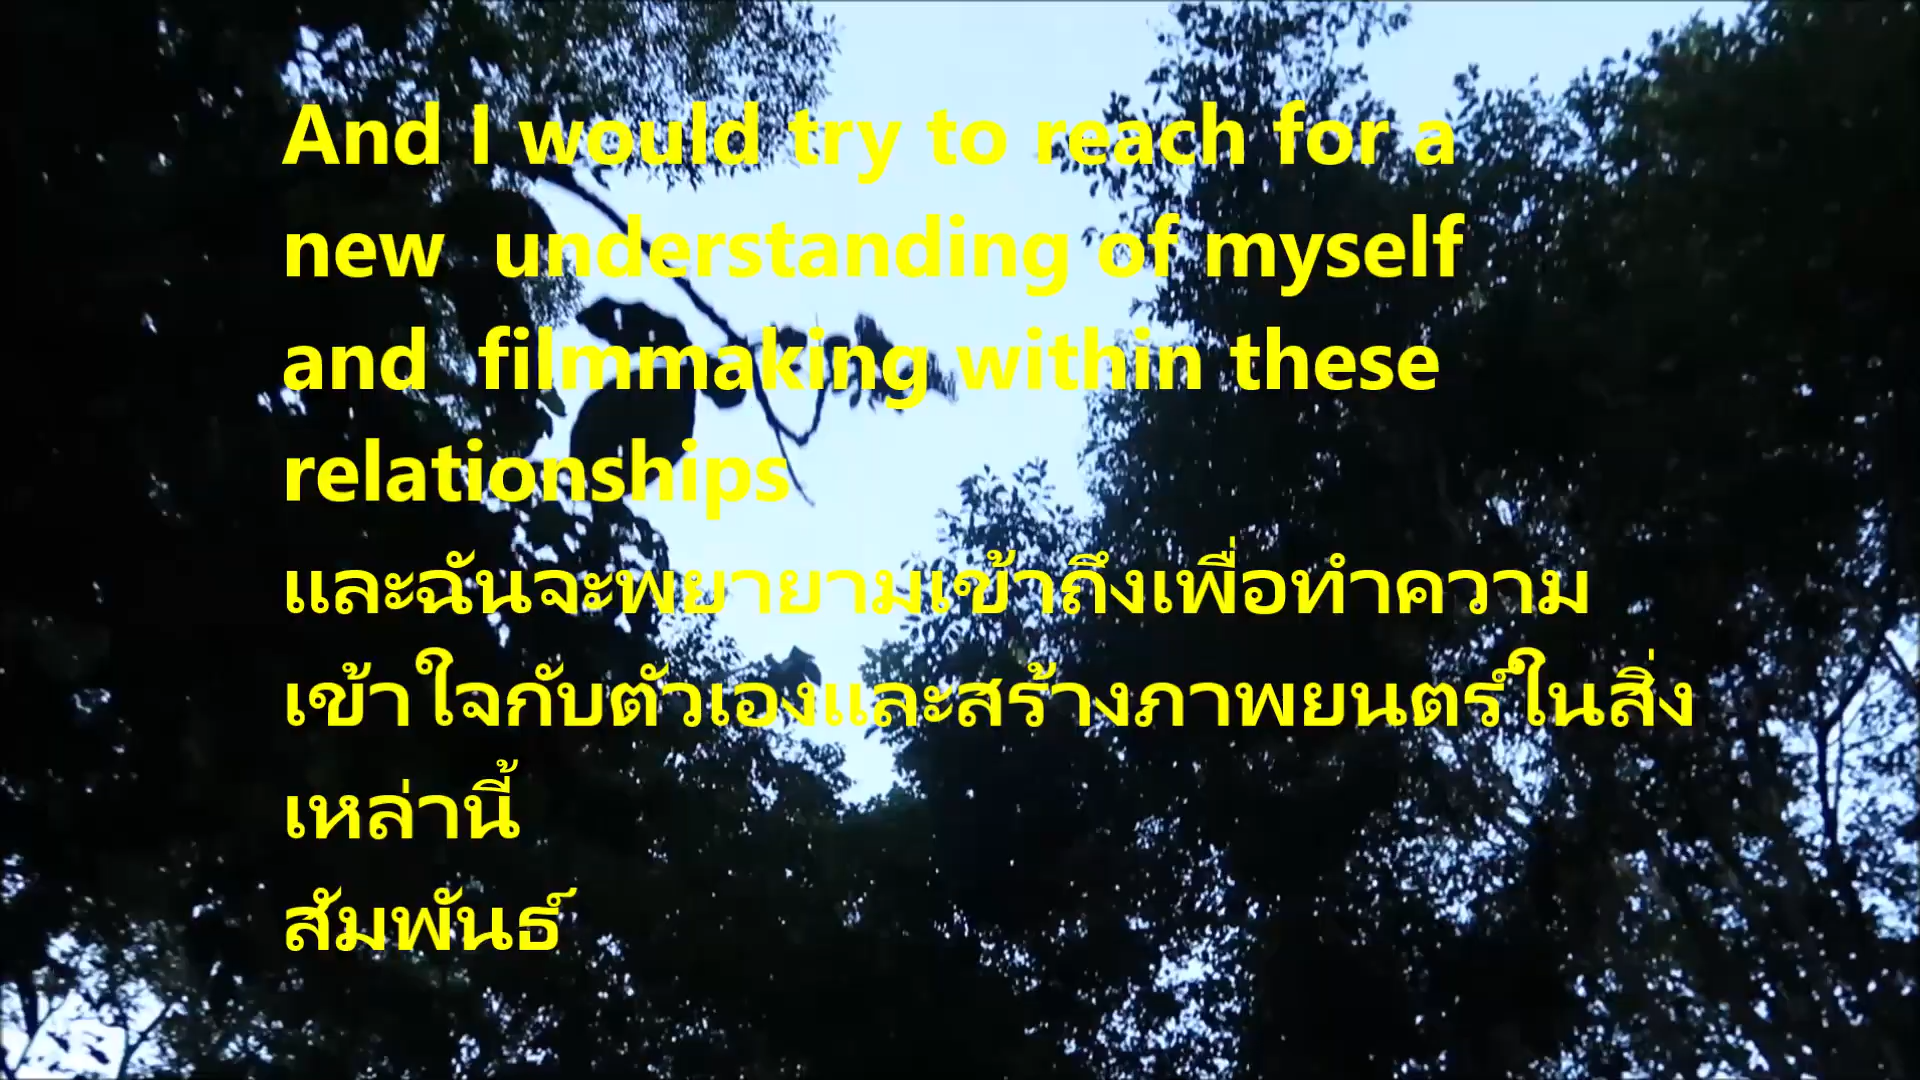 And I would try to reach for a
new  understanding of myself
and  filmmaking within these
relationships
และฉันจะพยายามเข้าถึงเพื่อทำความ
เข้าใจกับตัวเองและสร้างภาพยนตร์ในสิ่ง
เหล่านี้
สัมพันธ์